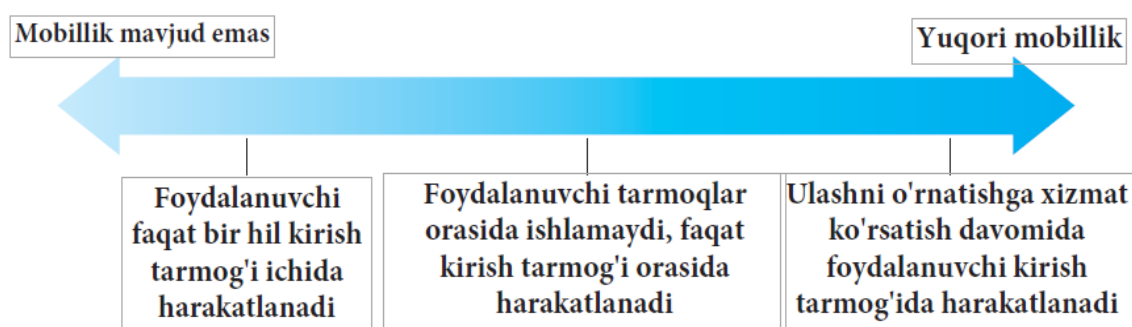 Mobillik mavjud emas
Yuqori mobillik
Foydalanuvchi
faqat bir hil kirish
tarmog'i ichida
harakatlanadi
Foydalanuvchi tarmoqlar
orasida ishlamaydi, faqat
kirish tarmog'i orasida
harakatlanadi
Ulashni o'rnatishga xizmat
ko'rsatish davomida
foydalanuvchi kirish
tarmog'ida harakatlanadi